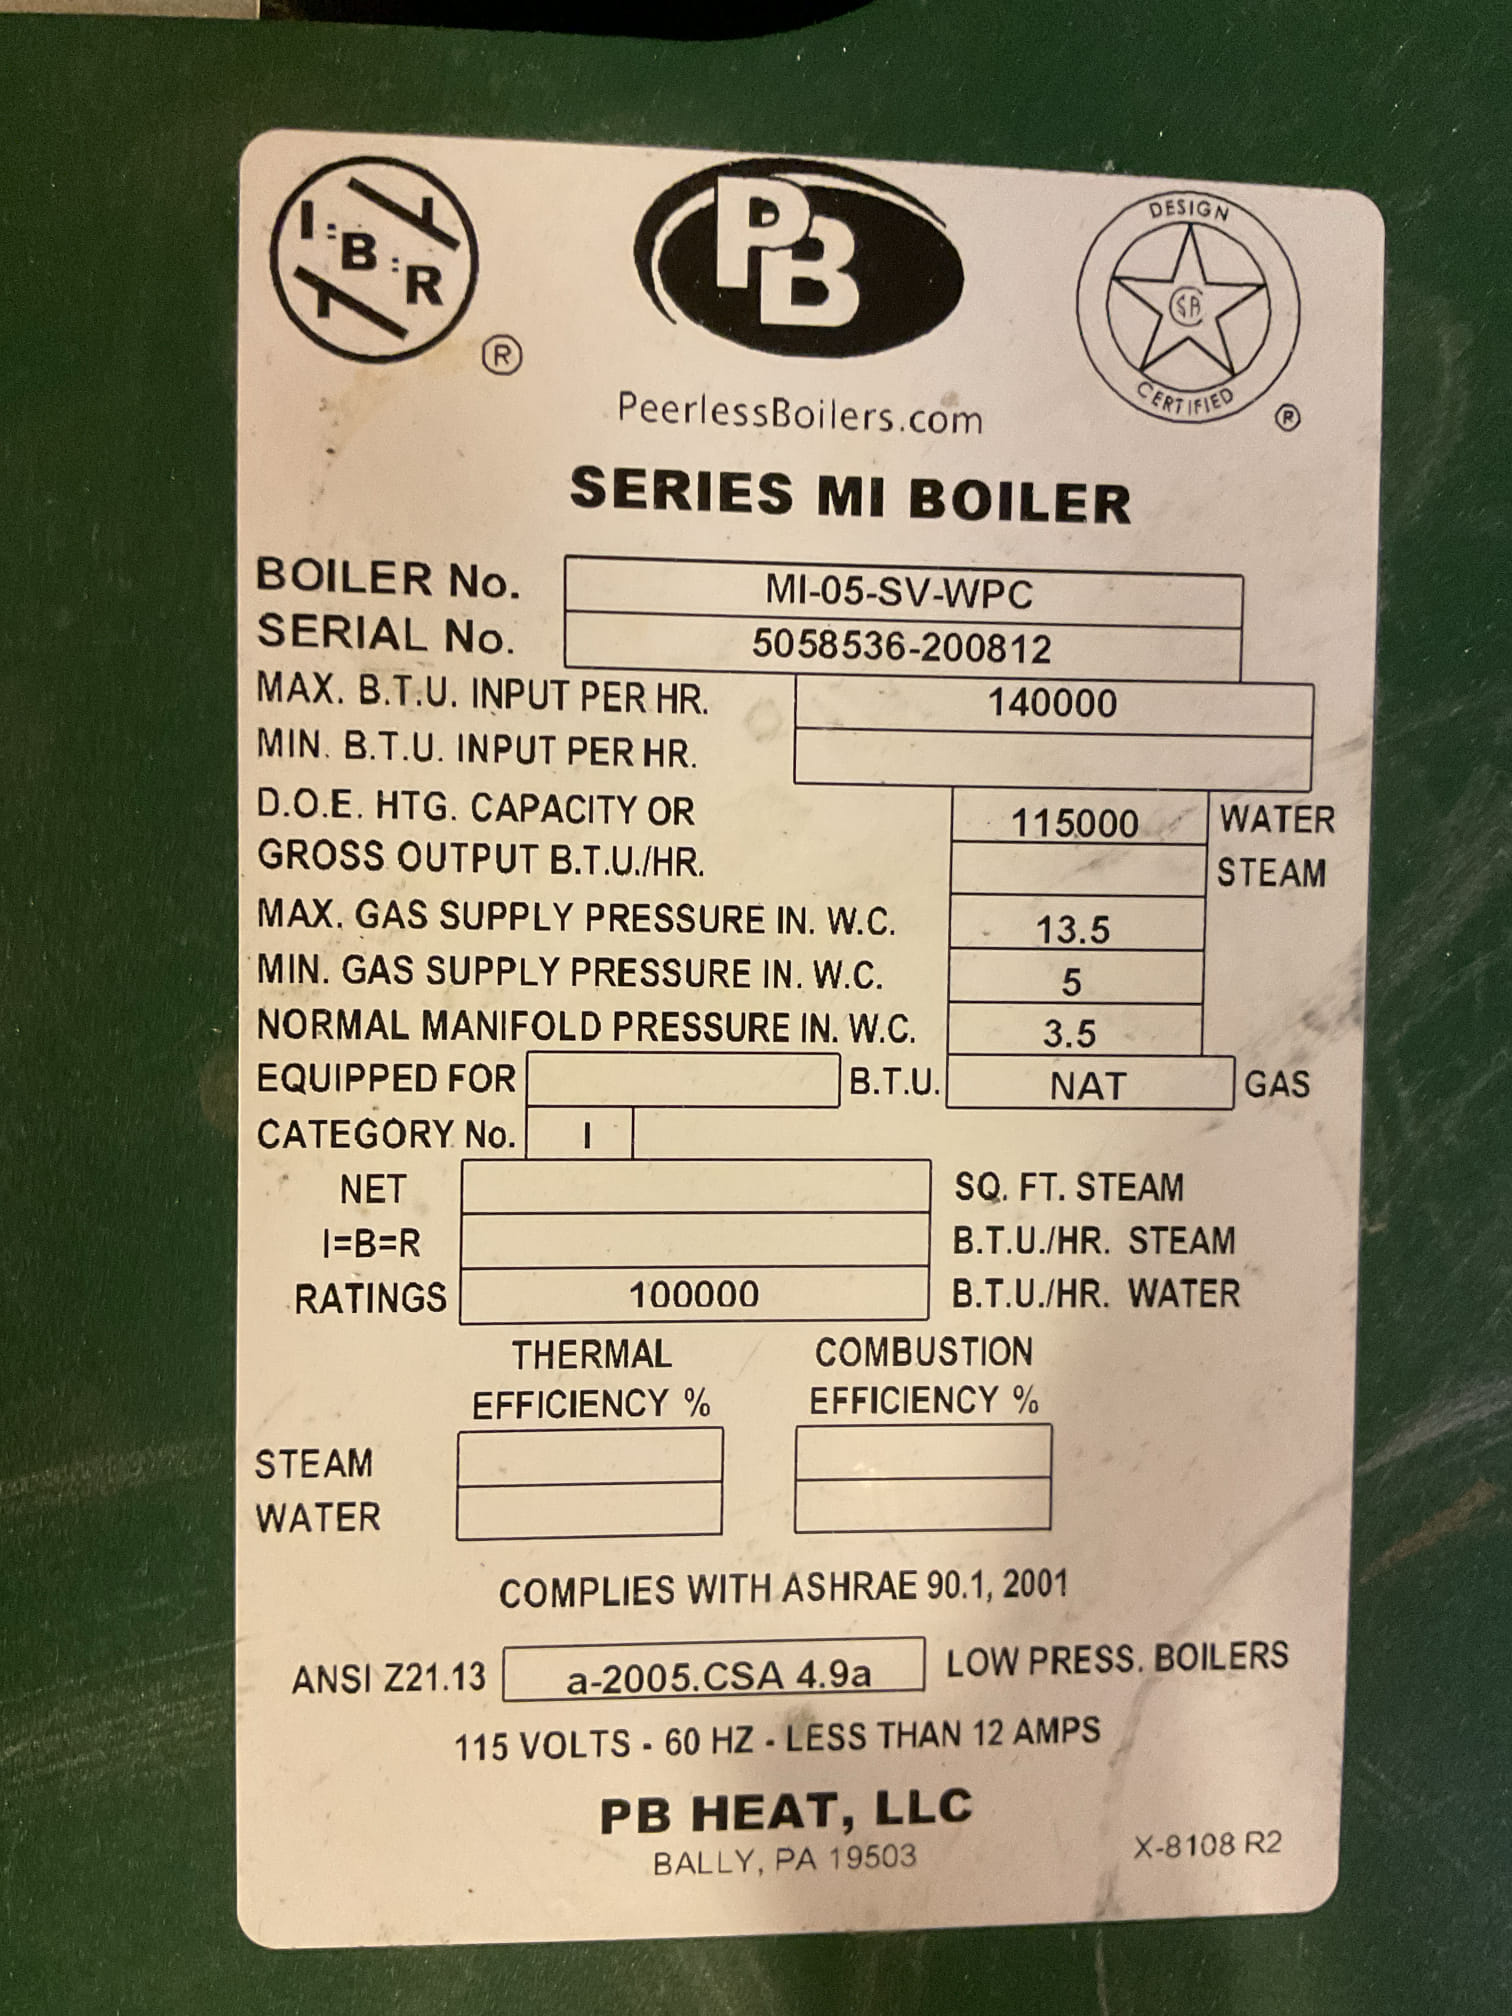 I=B=R ®
PB
DESIGN CERTIFIED ®
PeerlessBoilers.com
SERIES MI BOILER
BOILER No. MI-05-SV-WPC
SERIAL No. 5058536-200812
MAX. B.T.U. INPUT PER HR. 140000
MIN. B.T.U. INPUT PER HR.
D.O.E. HTG. CAPACITY OR 115000 WATER
GROSS OUTPUT B.T.U./HR. STEAM
MAX. GAS SUPPLY PRESSURE IN. W.C. 13.5
MIN. GAS SUPPLY PRESSURE IN. W.C. 5
NORMAL MANIFOLD PRESSURE IN. W.C. 3.5
EQUIPPED FOR B.T.U. NAT GAS
CATEGORY No. I
NET SQ. FT. STEAM
I=B=R B.T.U./HR. STEAM
RATINGS 100000 B.T.U./HR. WATER
THERMAL COMBUSTION
EFFICIENCY % EFFICIENCY %
STEAM
WATER
COMPLIES WITH ASHRAE 90.1, 2001
ANSI Z21.13 a-2005.CSA 4.9a LOW PRESS. BOILERS
115 VOLTS - 60 HZ - LESS THAN 12 AMPS
PB HEAT, LLC
BALLY, PA 19503 X-8108 R2